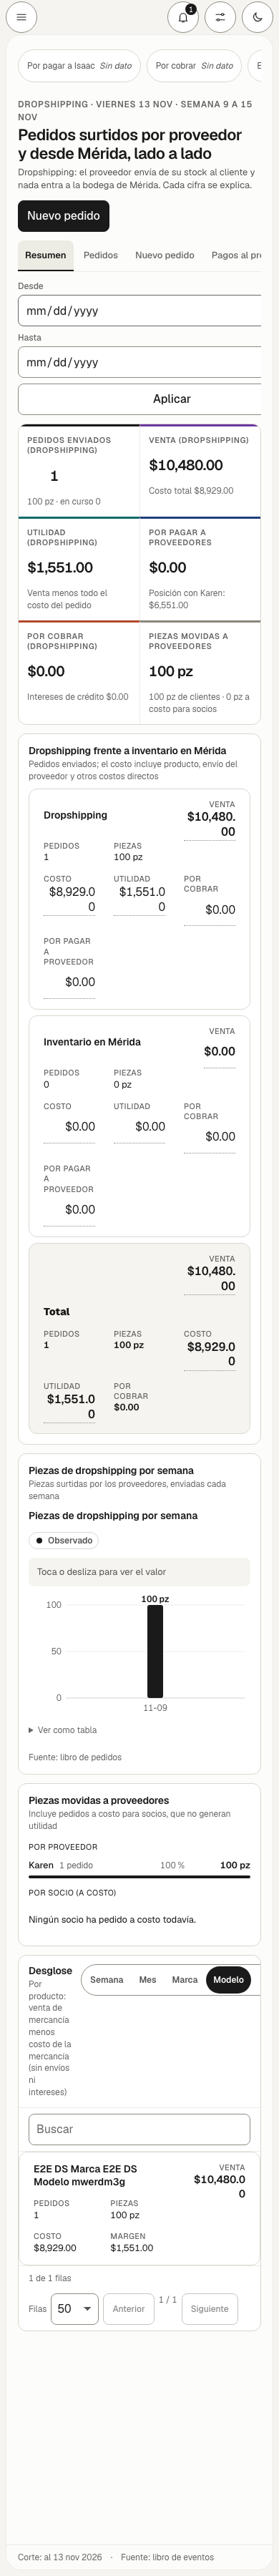 1
Por pagar a Isaac Sin dato
Por cobrar Sin dato
DROPSHIPPING · VIERNES 13 NOV · SEMANA 9 A 15
NOV
Pedidos surtidos por proveedor
y desde Mérida, lado a lado
Dropshipping: el proveedor envía de su stock al cliente y
nada entra a la bodega de Mérida. Cada cifra se explica.
Nuevo pedido
Resumen Pedidos Nuevo pedido Pagos al pro
Desde
mm/dd/yyyy
Hasta
mm/dd/yyyy
Aplicar
PEDIDOS ENVIADOS
(DROPSHIPPING)
1
100 pz · en curso 0
VENTA (DROPSHIPPING)
$10,480.00
Costo total $8,929.00
UTILIDAD
(DROPSHIPPING)
$1,551.00
Venta menos todo el
costo del pedido
POR PAGAR A
PROVEEDORES
$0.00
Posición con Karen:
$6,551.00
POR COBRAR
(DROPSHIPPING)
$0.00
Intereses de crédito $0.00
PIEZAS MOVIDAS A
PROVEEDORES
100 pz
100 pz de clientes · 0 pz a
costo para socios
Dropshipping frente a inventario en Mérida
Pedidos enviados; el costo incluye producto, envío del
proveedor y otros costos directos
Dropshipping
VENTA
$10,480.
00
PEDIDOS
1
PIEZAS
100 pz
COSTO
$8,929.0
0
UTILIDAD
$1,551.0
0
POR
COBRAR
$0.00
POR PAGAR
A
PROVEEDOR
$0.00
Inventario en Mérida
VENTA
$0.00
PEDIDOS
0
PIEZAS
0 pz
COSTO
$0.00
UTILIDAD
$0.00
POR
COBRAR
$0.00
POR PAGAR
A
PROVEEDOR
$0.00
Total
VENTA
$10,480.
00
PEDIDOS
1
PIEZAS
100 pz
COSTO
$8,929.0
0
UTILIDAD
$1,551.0
0
POR
COBRAR
$0.00
Piezas de dropshipping por semana
Piezas surtidas por los proveedores, enviadas cada
semana
Piezas de dropshipping por semana
Observado
Toca o desliza para ver el valor
100 pz
100
50
0
11-09
Ver como tabla
Fuente: libro de pedidos
Piezas movidas a proveedores
Incluye pedidos a costo para socios, que no generan
utilidad
POR PROVEEDOR
Karen 1 pedido 100 % 100 pz
POR SOCIO (A COSTO)
Ningún socio ha pedido a costo todavía.
Desglose
Por
producto:
venta de
mercancía
menos
costo de la
mercancía
(sin envíos
ni
intereses)
Semana Mes Marca Modelo
Buscar
E2E DS Marca E2E DS
Modelo mwerdm3g
VENTA
$10,480.0
0
PEDIDOS
1
PIEZAS
100 pz
COSTO
$8,929.00
MARGEN
$1,551.00
1 de 1 filas
Filas 50 Anterior 1 / 1 Siguiente
Corte: al 13 nov 2026 · Fuente: libro de eventos